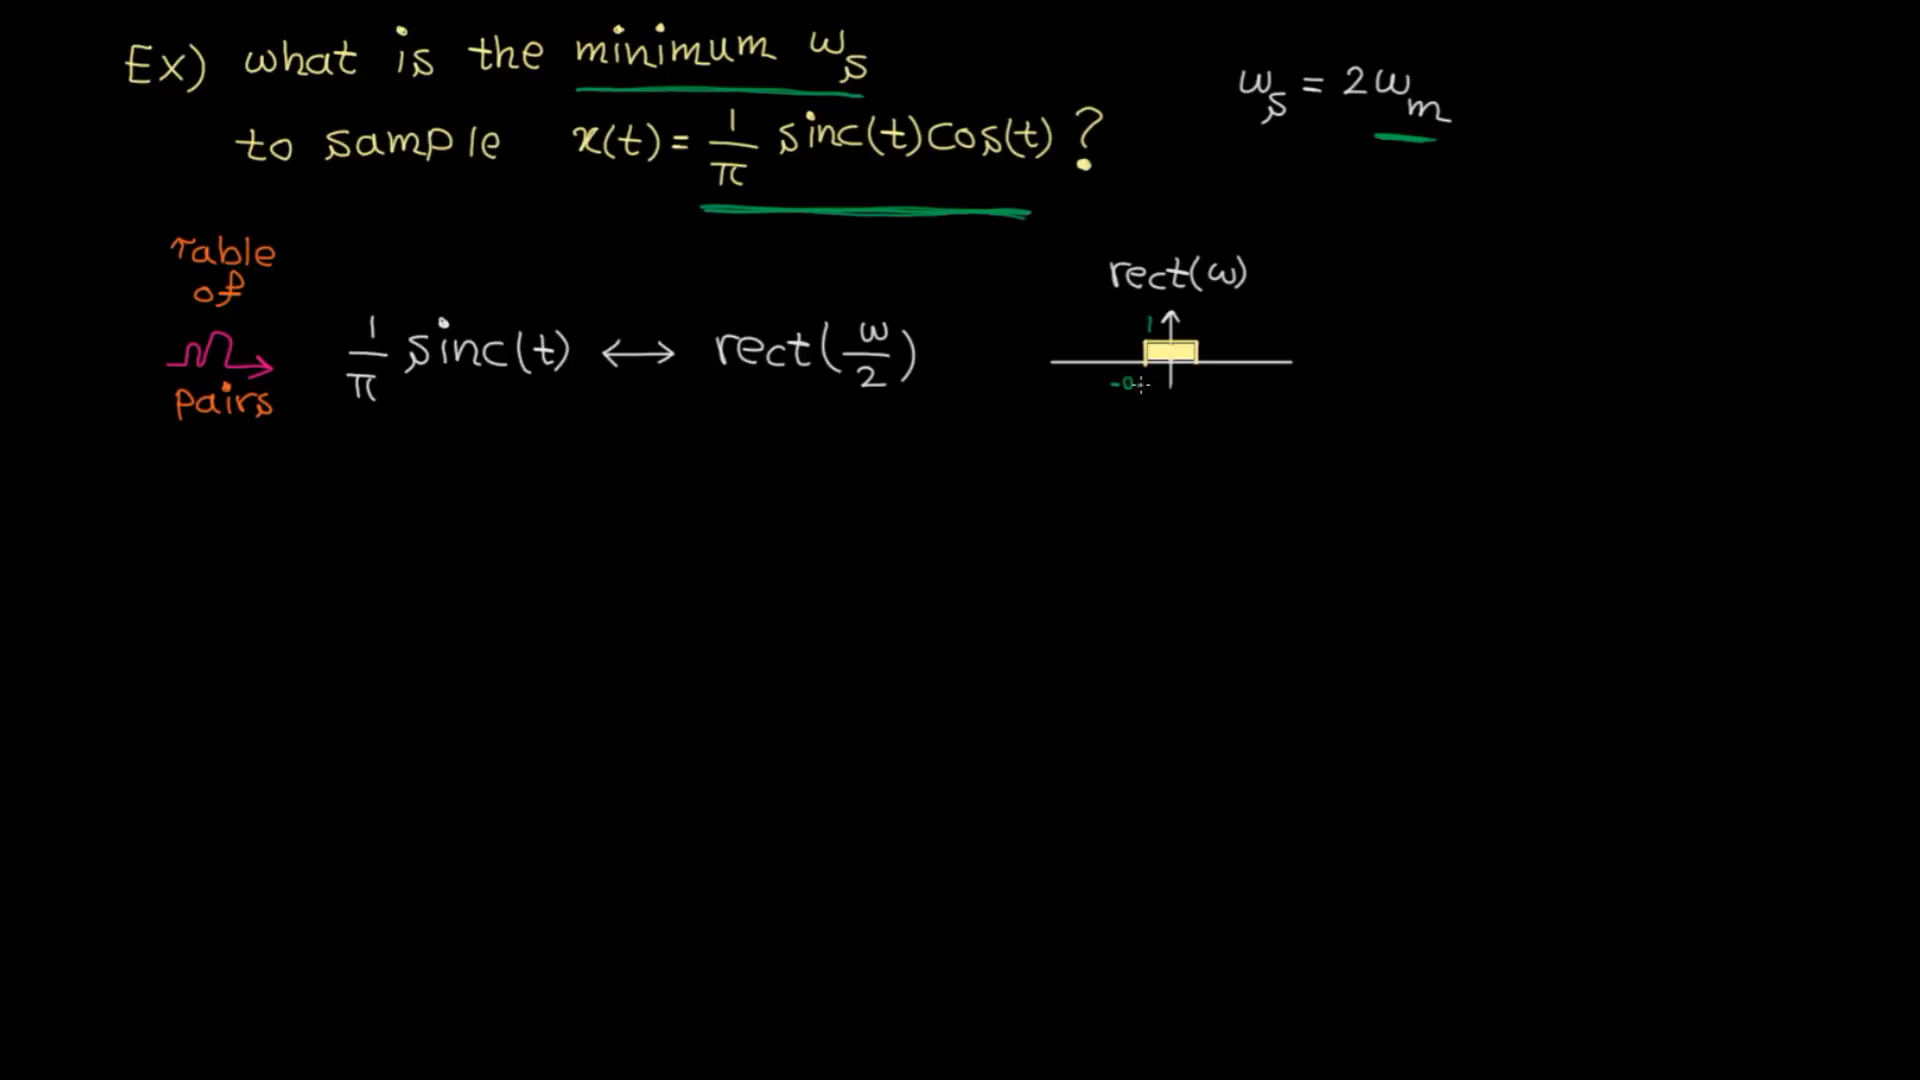 Ex) what is the minimum ωs
ωs = 2ωm
to sample x(t) = 1/π sinc(t)cos(t)?
Table
of
pairs
1/π sinc(t) ↔ rect(ω/2)
rect(ω)
1
-0